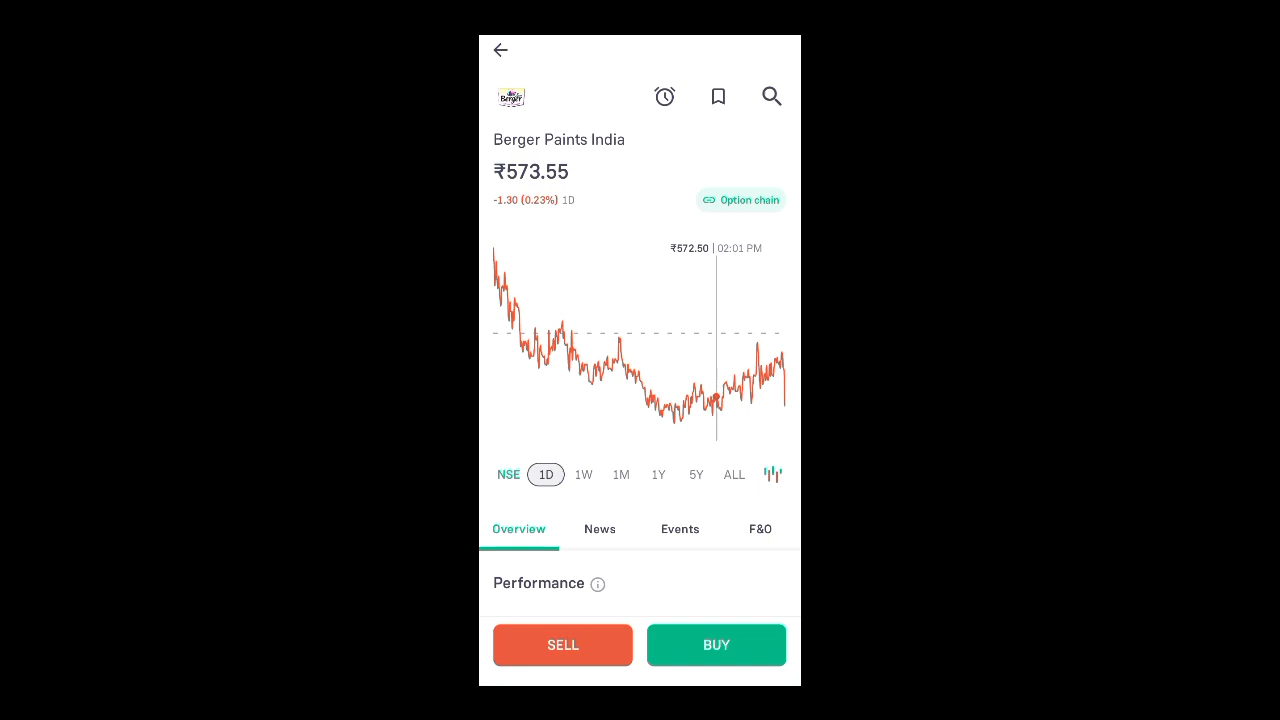 Berger
Berger Paints India
₹573.55
-1.30 (0.23%) 1D
Option chain
₹572.50 | 02:01 PM
NSE 1D 1W 1M 1Y 5Y ALL
Overview News Events F&O
Performance
SELL BUY